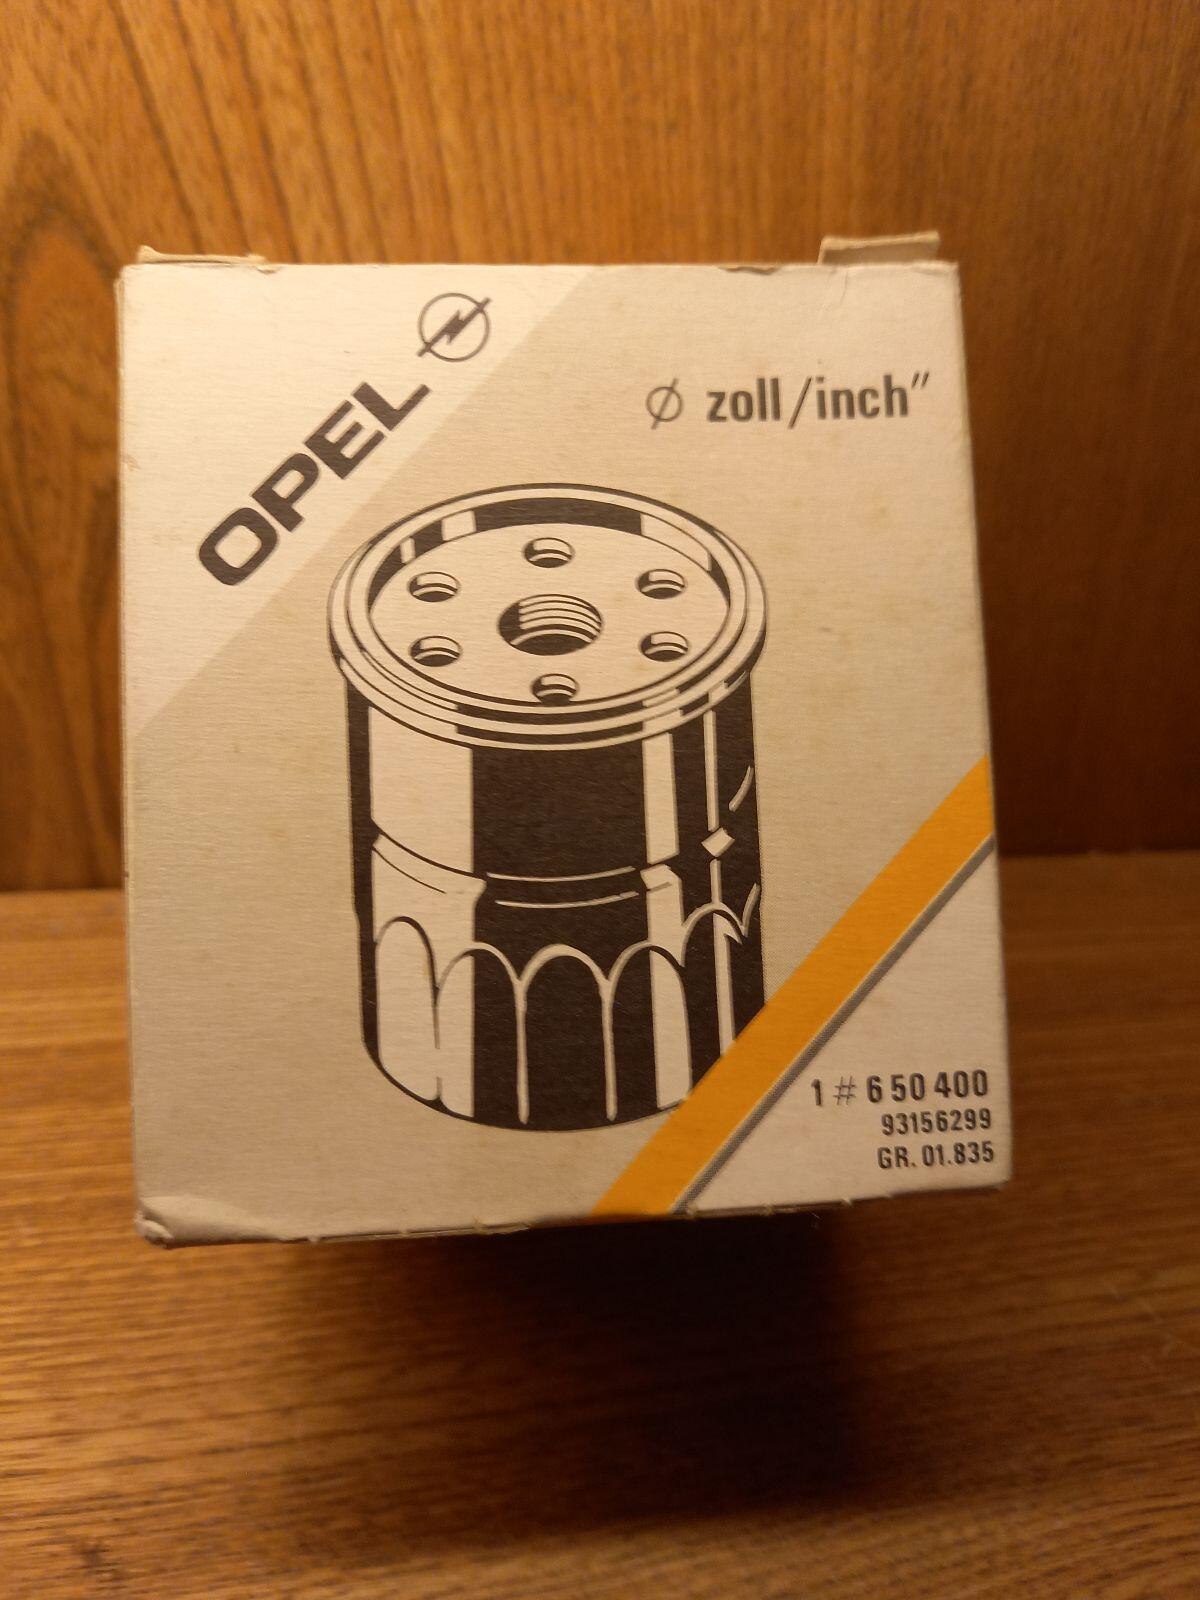 OPEL
Ø zoll/inch"
1 # 6 50 400
93156299
GR. 01.835